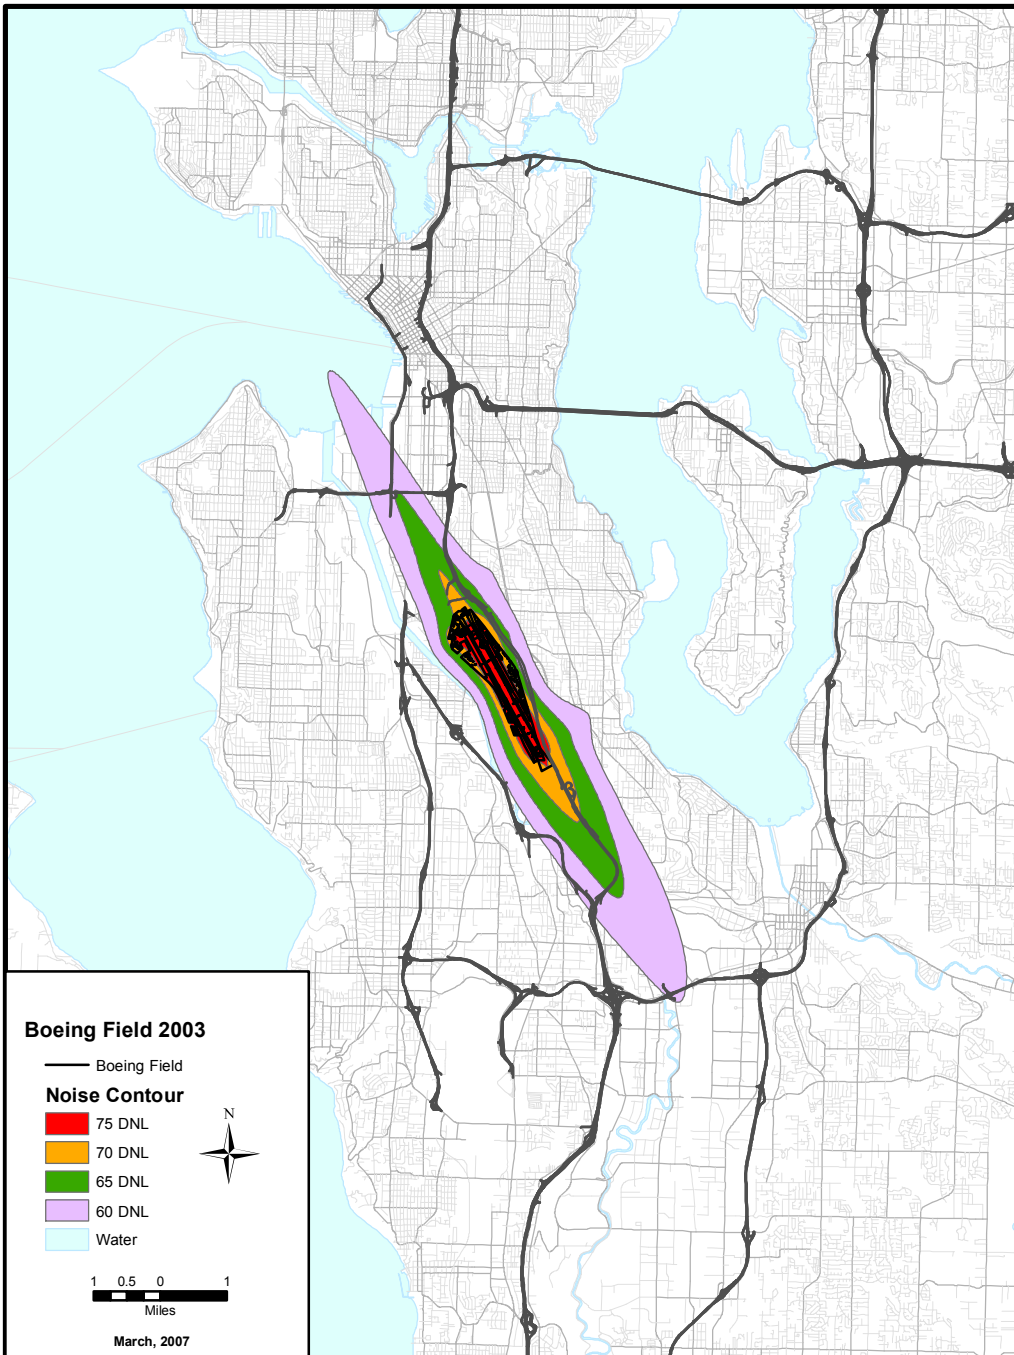 Boeing Field 2003
Boeing Field
Noise Contour
75 DNL
70 DNL
65 DNL
60 DNL
Water
N
1 0.5 0 1
Miles
March, 2007